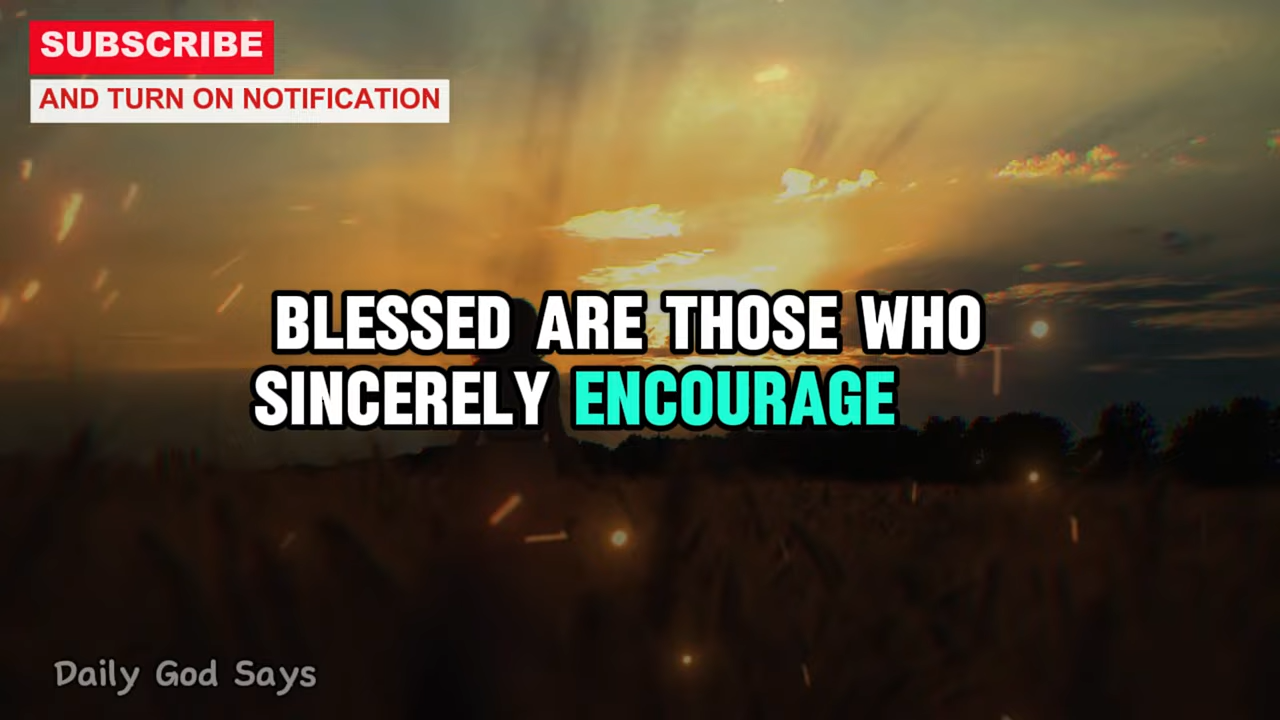 SUBSCRIBE
AND TURN ON NOTIFICATION
BLESSED ARE THOSE WHO
SINCERELY ENCOURAGE
Daily God Says